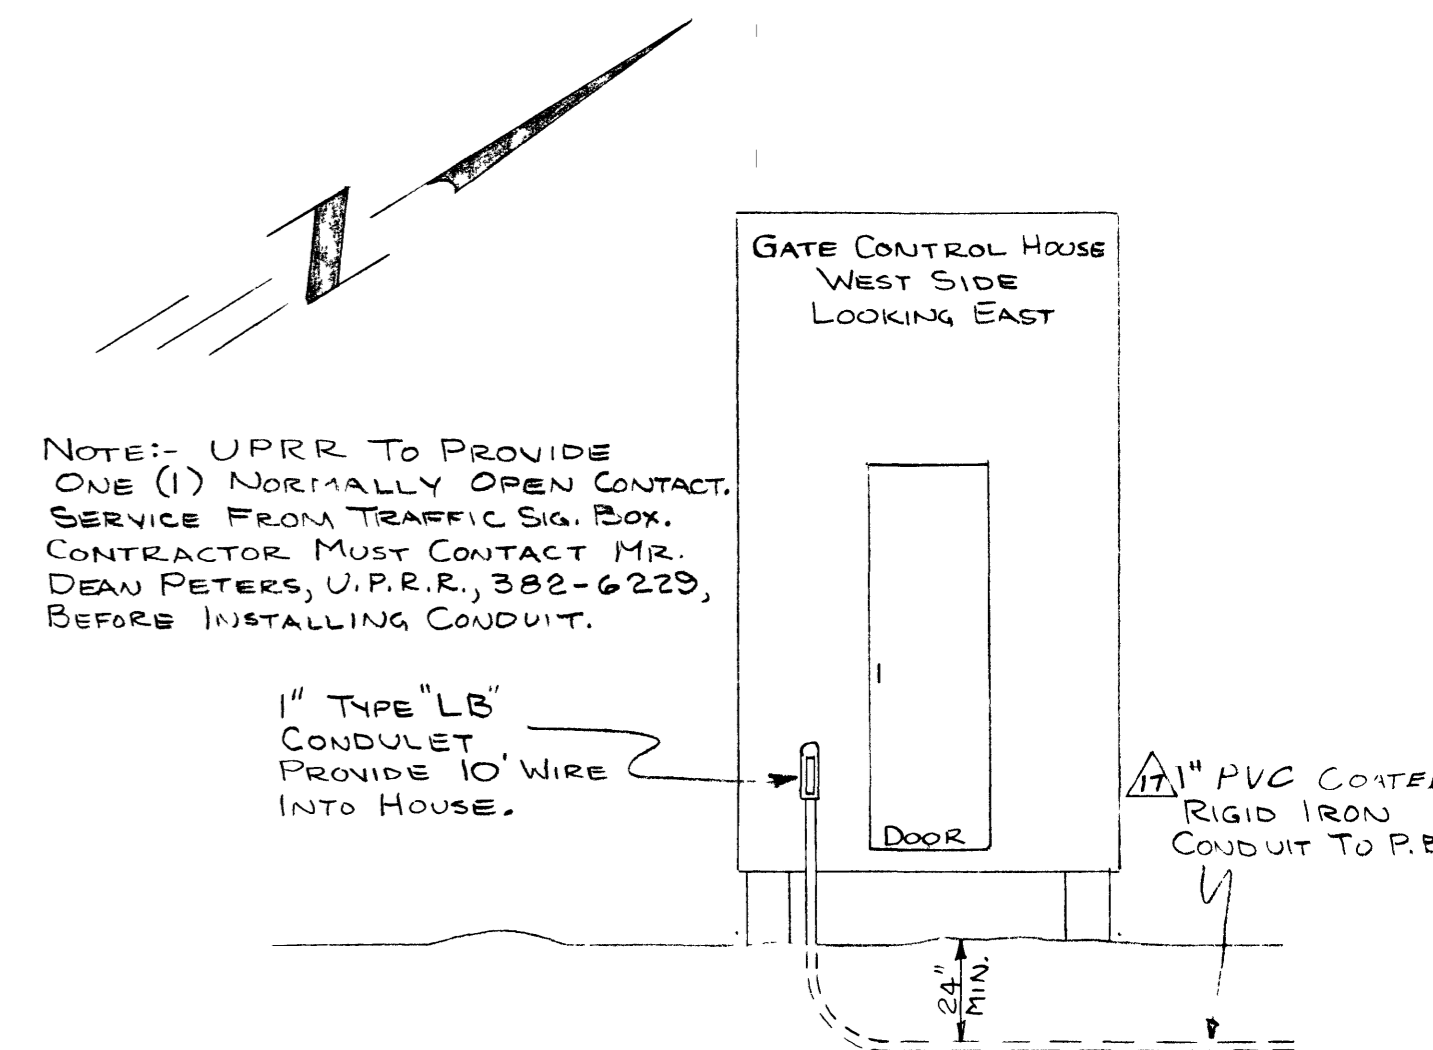 GATE CONTROL HOUSE
WEST SIDE
LOOKING EAST
NOTE:- UPRR TO PROVIDE
ONE (1) NORMALLY OPEN CONTACT.
SERVICE FROM TRAFFIC SIG. BOX.
CONTRACTOR MUST CONTACT MR.
DEAN PETERS, U.P.R.R., 382-6229,
BEFORE INSTALLING CONDUIT.
1" TYPE "LB"
CONDULET
PROVIDE 10' WIRE
INTO HOUSE.
DOOR
17 1" PVC COATE
RIGID IRON
CONDUIT TO P.
24"
MIN.